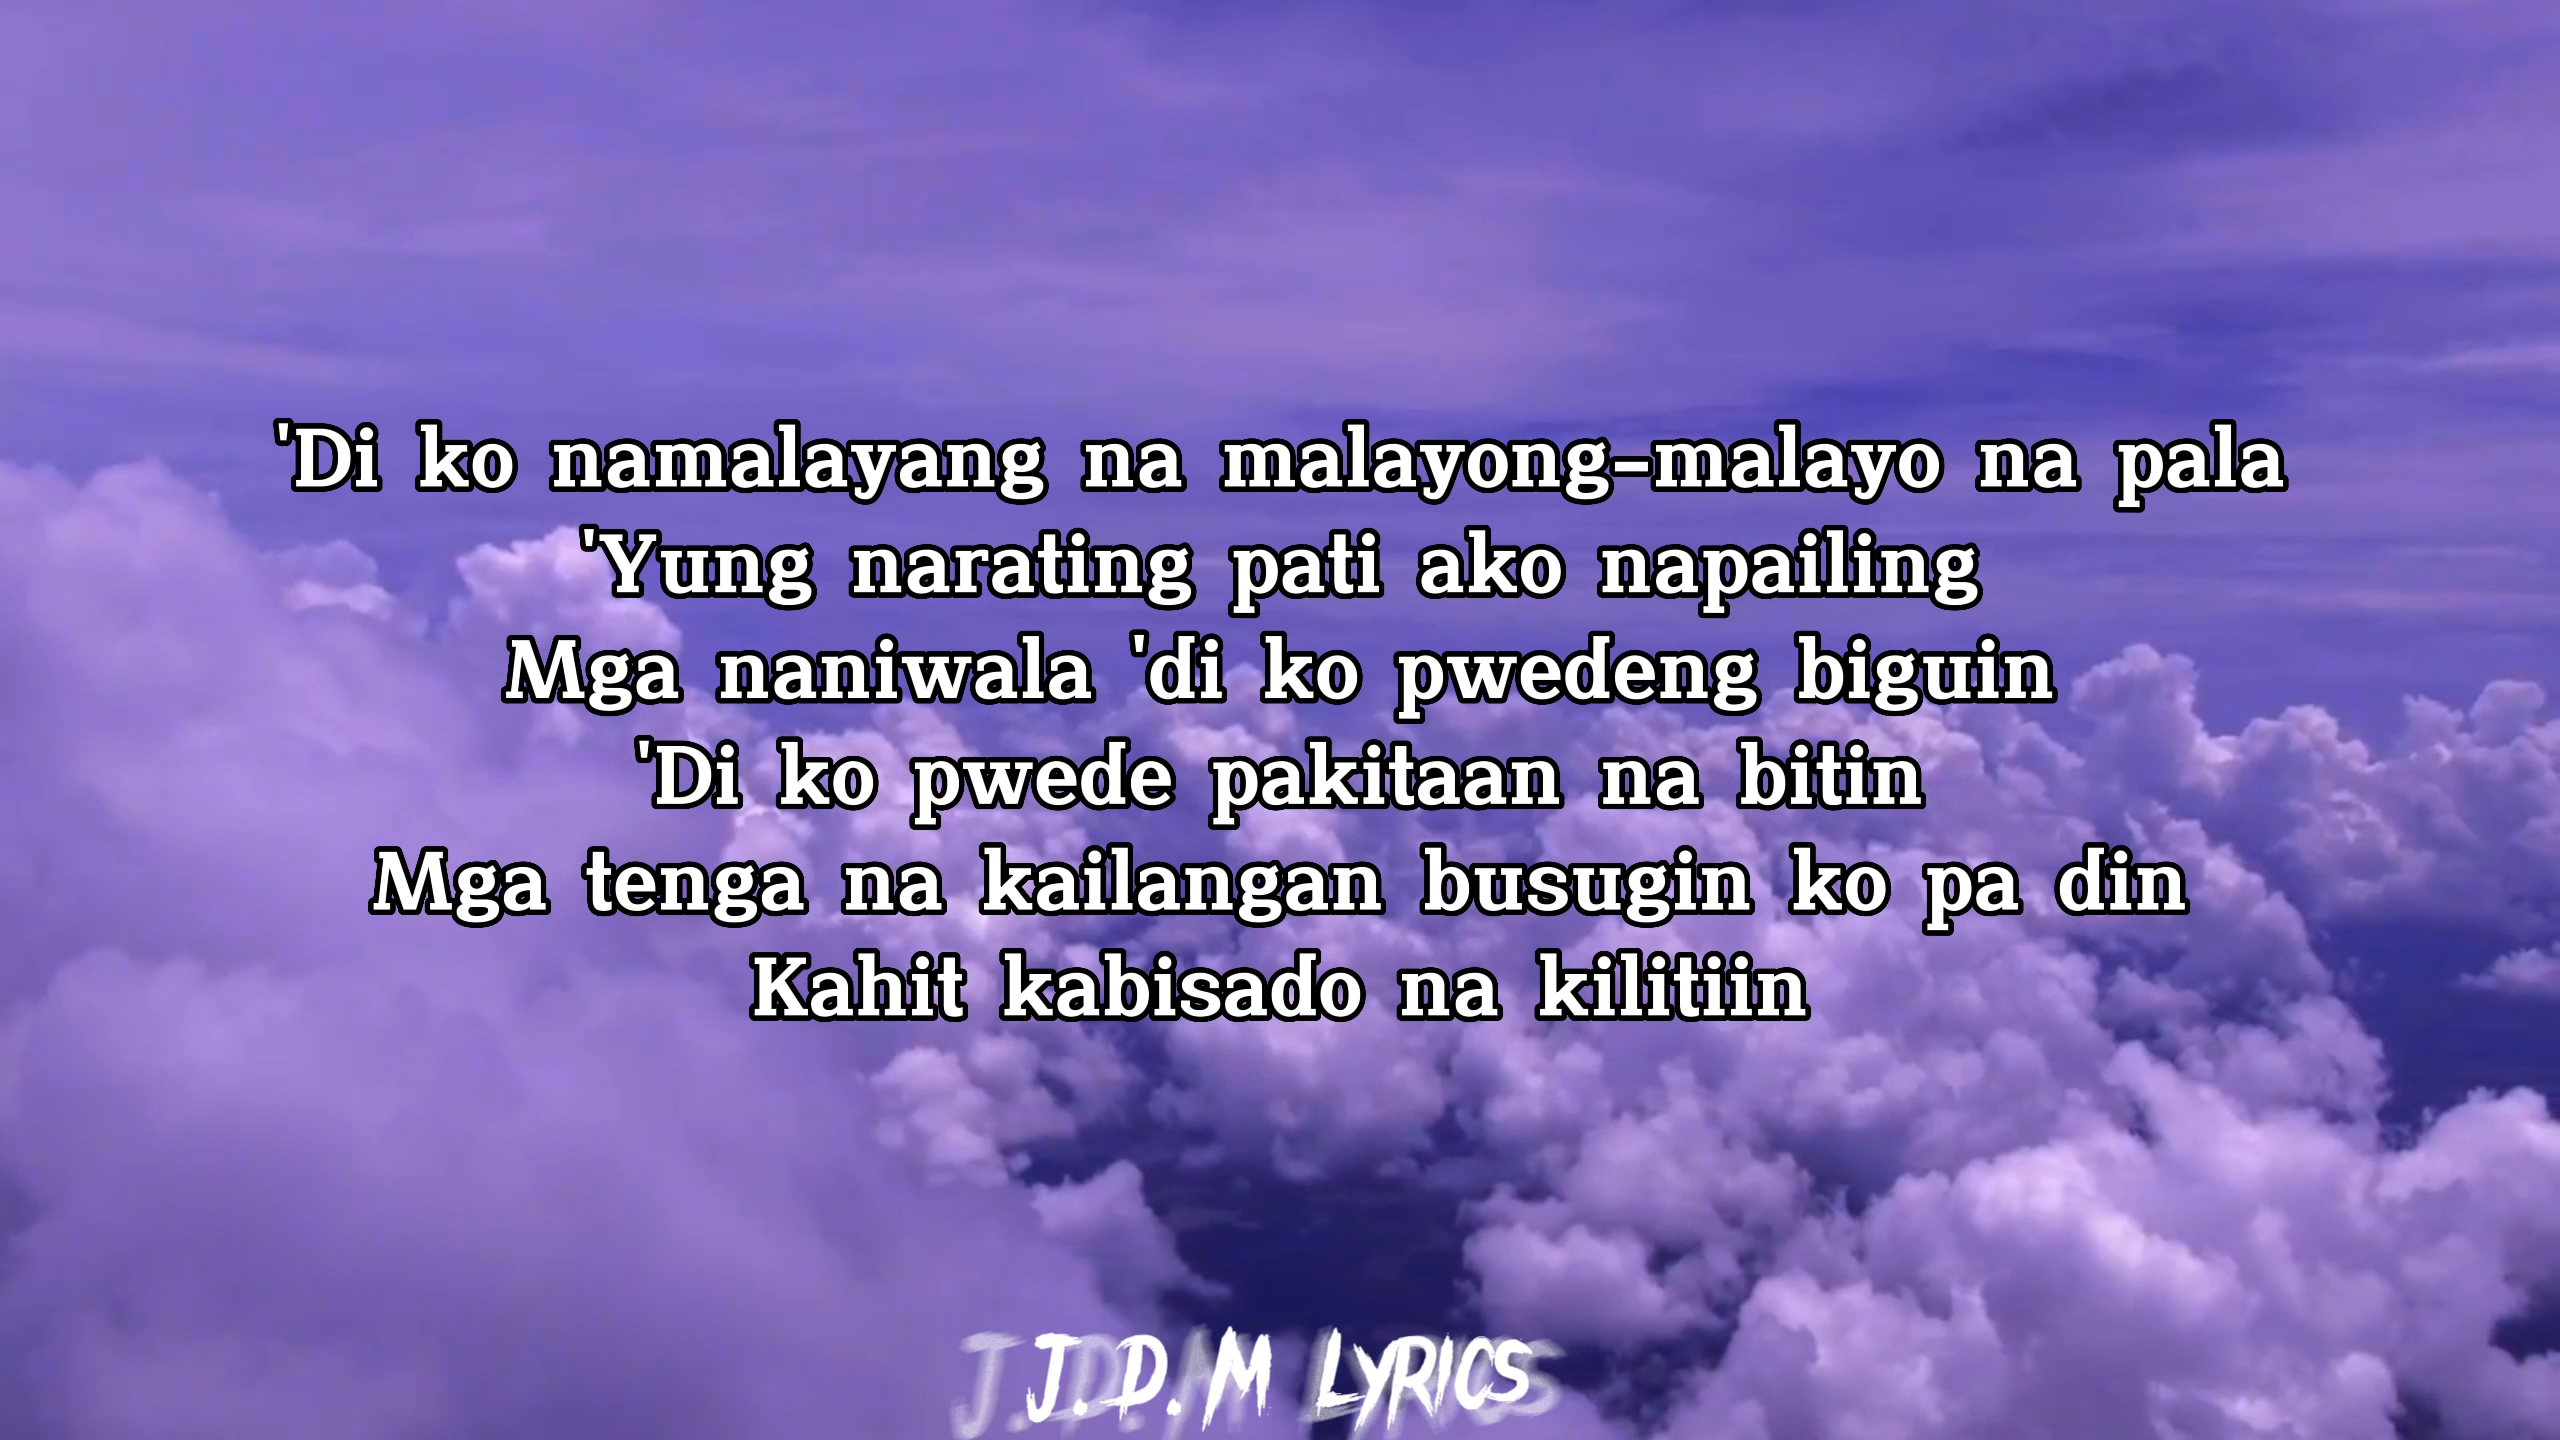 'Di ko namalayang na malayong-malayo na pala
'Yung narating pati ako napailing
Mga naniwala 'di ko pwedeng biguin
'Di ko pwede pakitaan na bitin
Mga tenga na kailangan busugin ko pa din
Kahit kabisado na kilitiin
J.D.M LYRICS